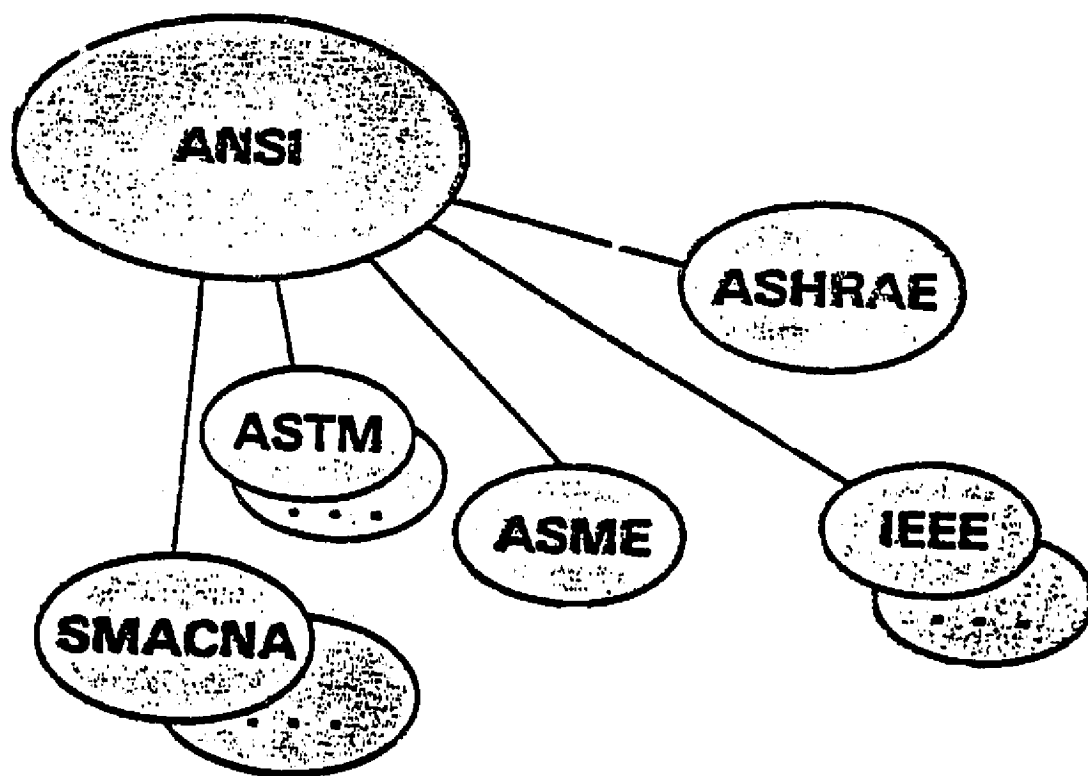 ANSI
ASHRAE
ASTM
. . .
ASME
IEEE
. . .
SMACNA
. . .